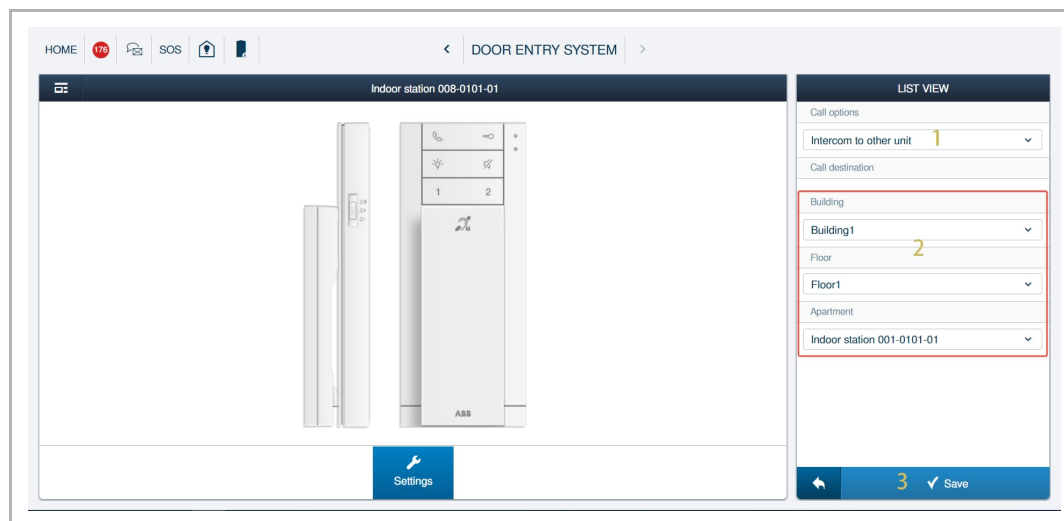 HOME 176 SOS < DOOR ENTRY SYSTEM >
Indoor station 008-0101-01
LIST VIEW
Call options
Intercom to other unit 1
Call destination
Building
Building1
2
Floor
Floor1
Apartment
Indoor station 001-0101-01
1 2
ABB
Settings
3 Save